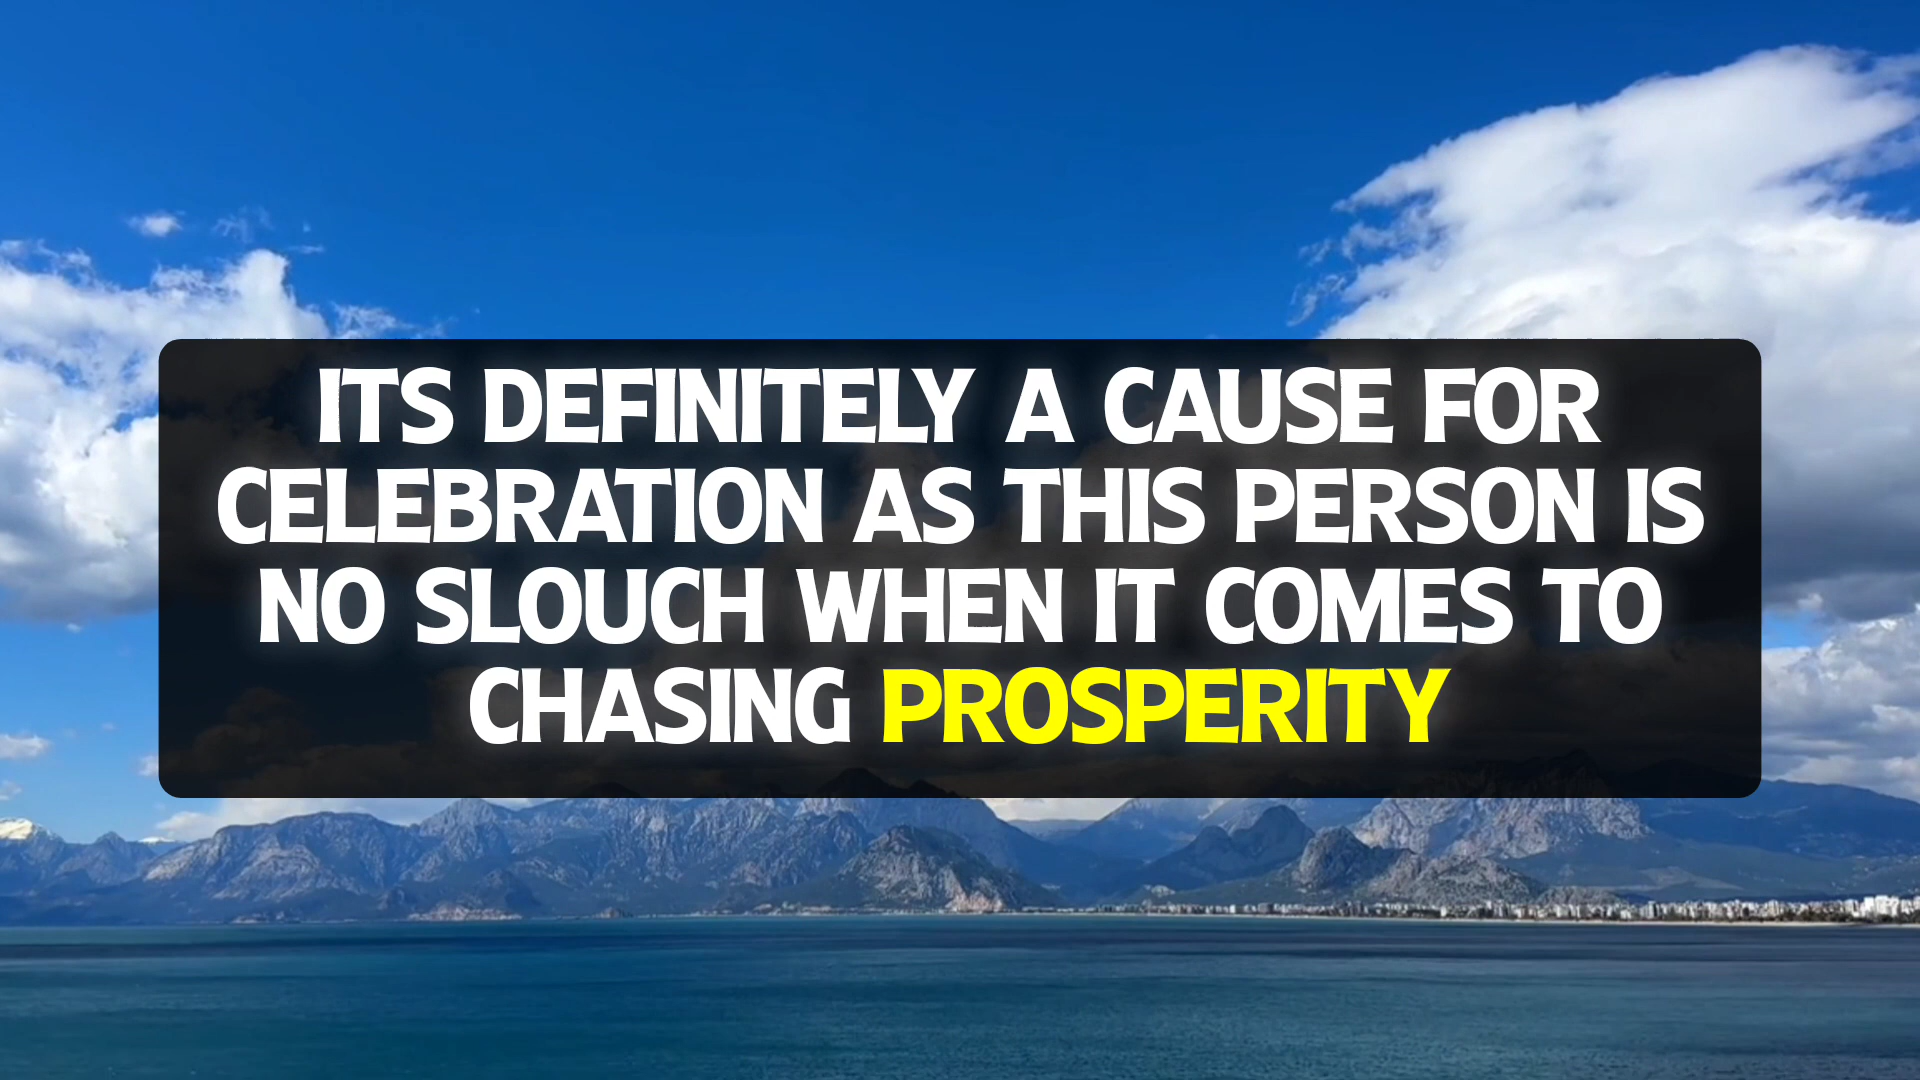 ITS DEFINITELY A CAUSE FOR
CELEBRATION AS THIS PERSON IS
NO SLOUCH WHEN IT COMES TO
CHASING PROSPERITY